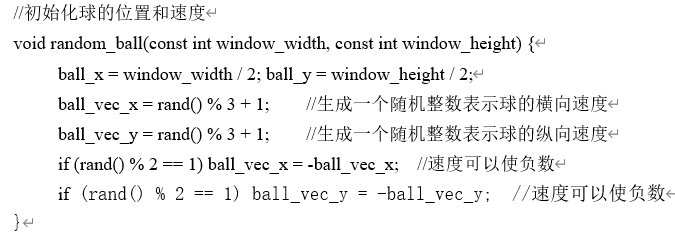 //初始化球的位置和速度
void random_ball(const int window_width, const int window_height) {
ball_x = window_width / 2; ball_y = window_height / 2;
ball_vec_x = rand() % 3 + 1; //生成一个随机整数表示球的横向速度
ball_vec_y = rand() % 3 + 1; //生成一个随机整数表示球的纵向速度
if (rand() % 2 == 1) ball_vec_x = -ball_vec_x; //速度可以使负数
if (rand() % 2 == 1) ball_vec_y = -ball_vec_y; //速度可以使负数
}